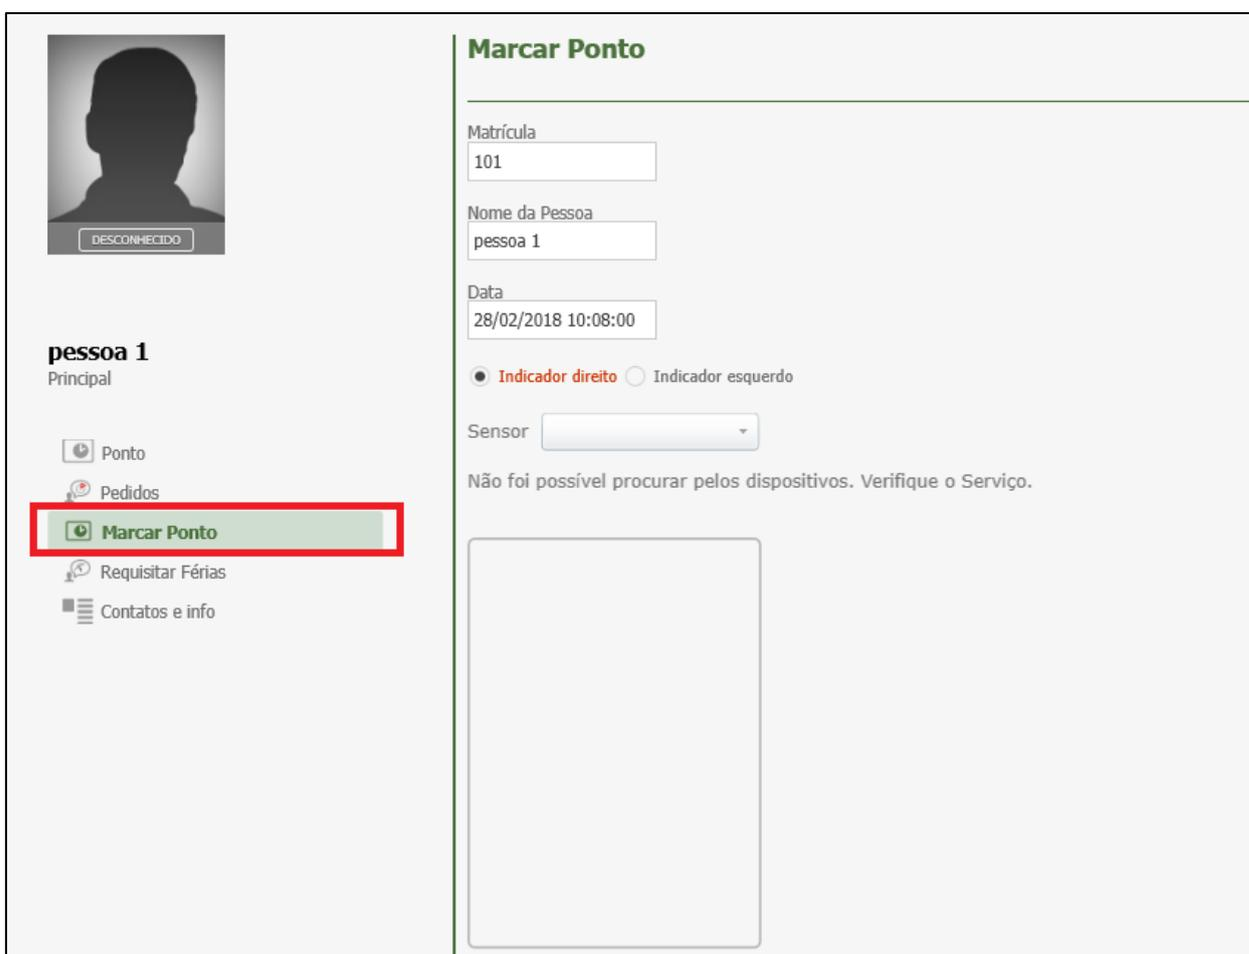 DESCONHECIDO
pessoa 1
Principal
Ponto
Pedidos
Marcar Ponto
Requisitar Férias
Contatos e info
Marcar Ponto
Matrícula
101
Nome da Pessoa
pessoa 1
Data
28/02/2018 10:08:00
Indicador direito Indicador esquerdo
Sensor
Não foi possível procurar pelos dispositivos. Verifique o Serviço.